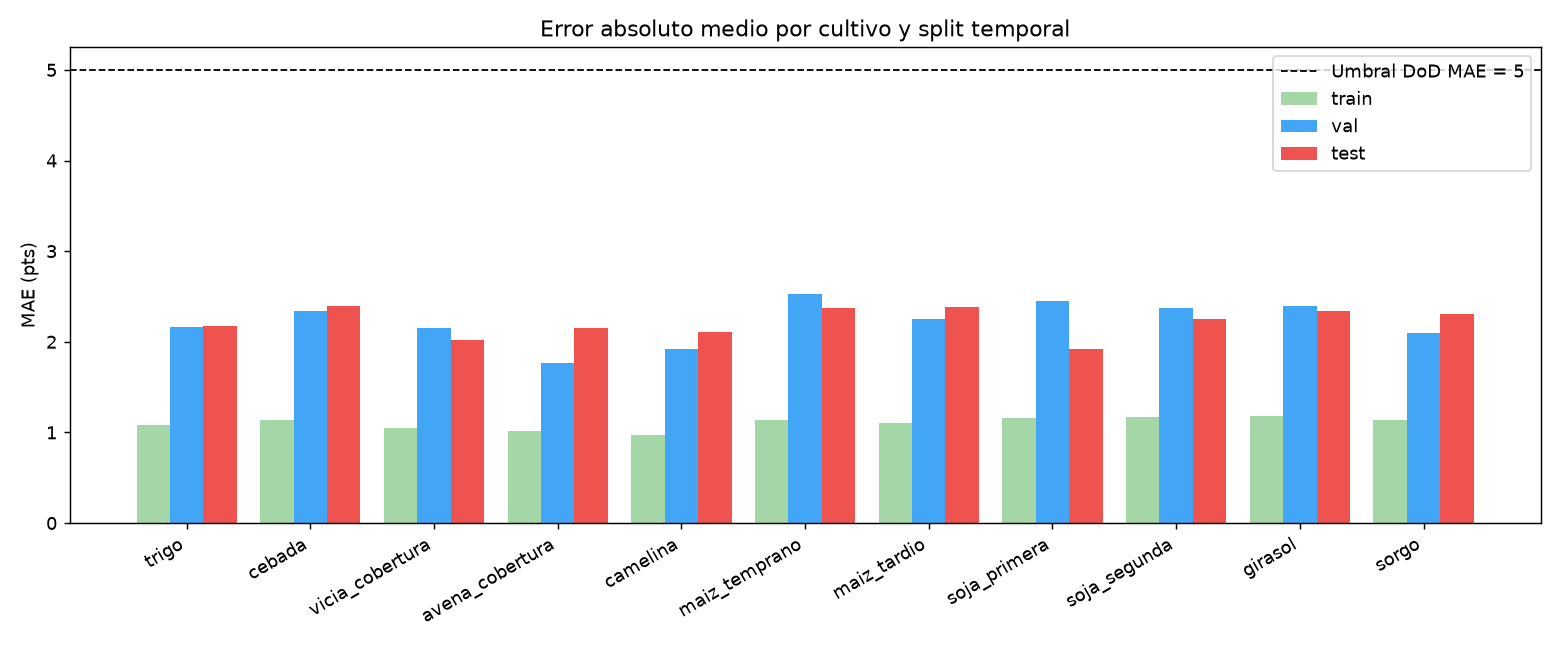 Error absoluto medio por cultivo y split temporal
MAE (pts)
5
4
3
2
1
0
Umbral DoD MAE = 5
train
val
test
trigo
cebada
vicia_cobertura
avena_cobertura
camelina
maiz_temprano
maiz_tardio
soja_primera
soja_segunda
girasol
sorgo